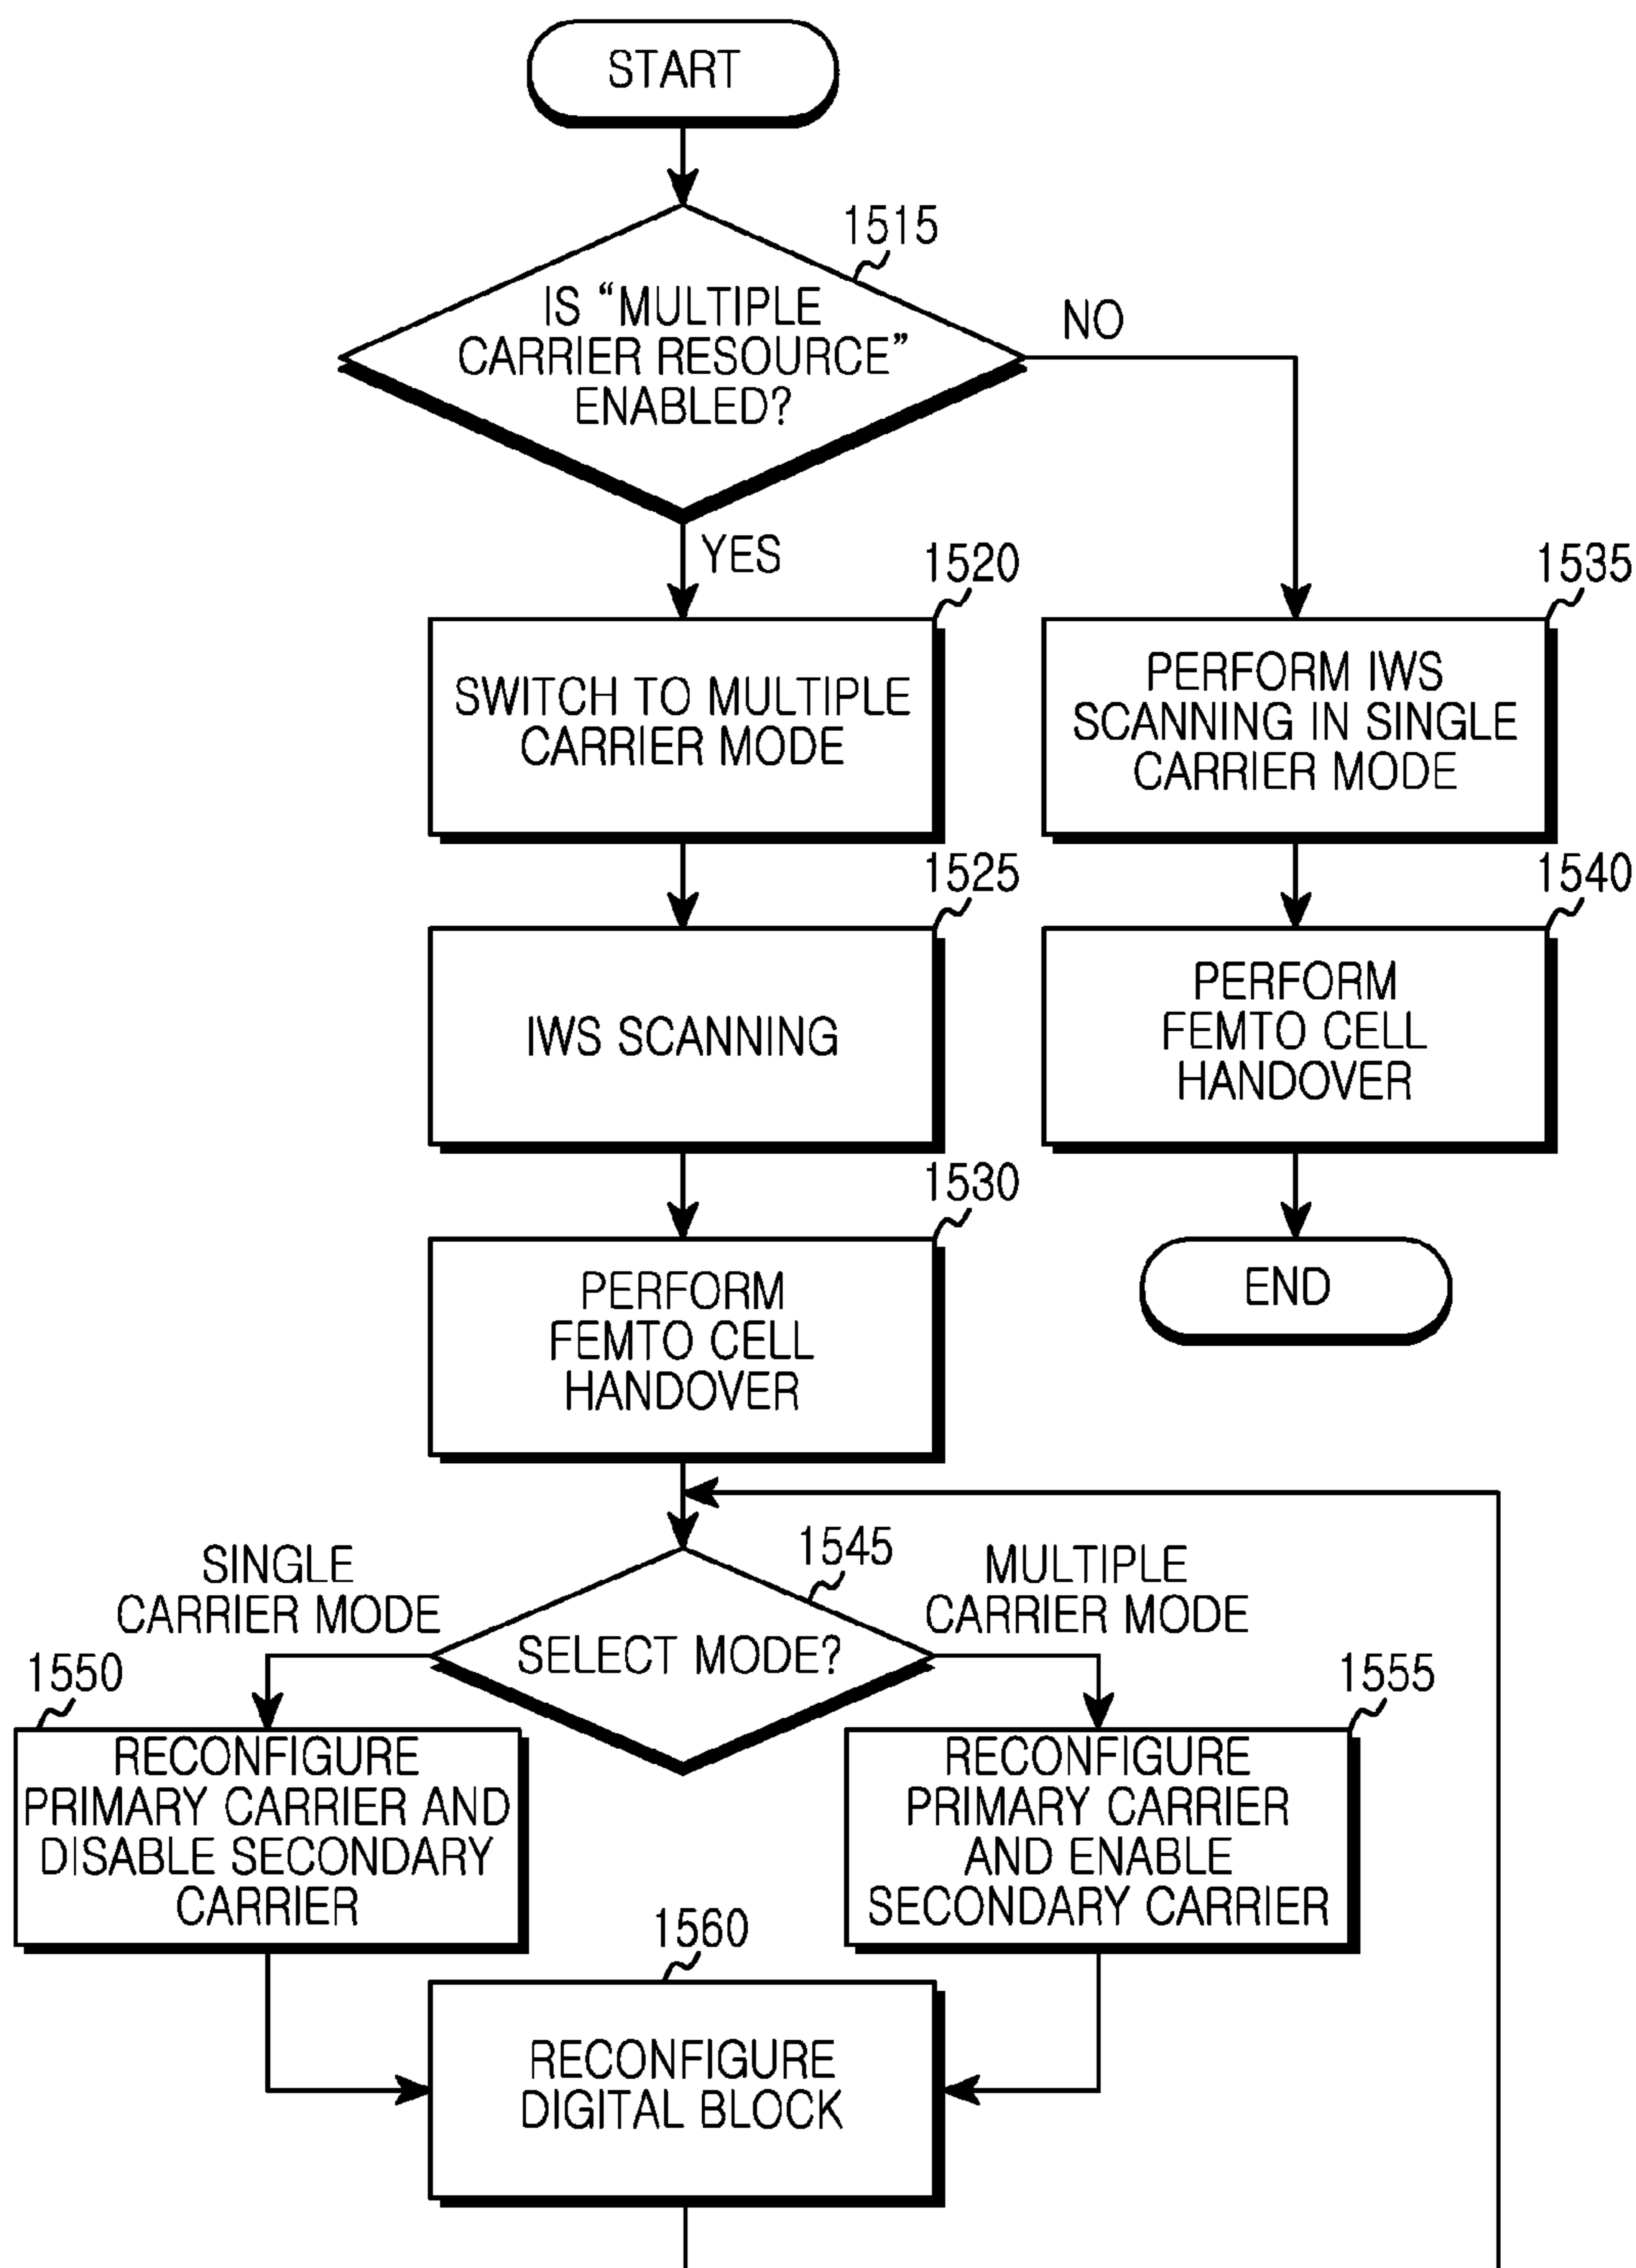 START
1515
IS “MULTIPLE
CARRIER RESOURCE”
ENABLED?
NO
YES
1520
SWITCH TO MULTIPLE
CARRIER MODE
1535
PERFORM IWS
SCANNING IN SINGLE
CARRIER MODE
1525
IWS SCANNING
1540
PERFORM
FEMTO CELL
HANDOVER
1530
PERFORM
FEMTO CELL
HANDOVER
END
1545
SELECT MODE?
SINGLE
CARRIER MODE
MULTIPLE
CARRIER MODE
1550
RECONFIGURE
PRIMARY CARRIER AND
DISABLE SECONDARY
CARRIER
1555
RECONFIGURE
PRIMARY CARRIER
AND ENABLE
SECONDARY CARRIER
1560
RECONFIGURE
DIGITAL BLOCK